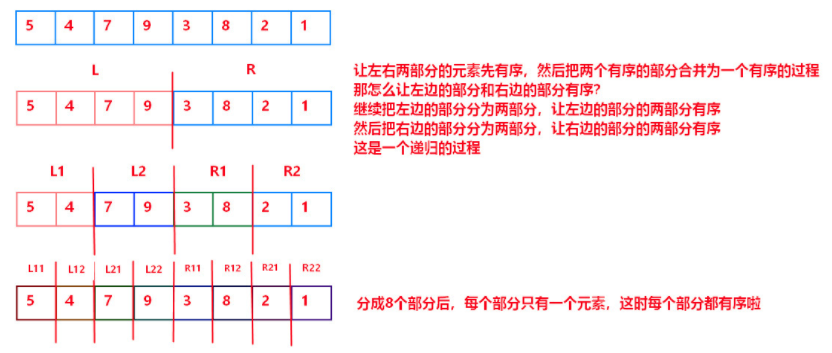 5 4 7 9 3 8 2 1
L R
5 4 7 9 3 8 2 1
让左右两部分的元素先有序，然后把两个有序的部分合并为一个有序的过程
那怎么让左边的部分和右边的部分有序?
继续把左边的部分分为两部分，让左边的部分的两部分有序
然后把右边的部分分为两部分，让右边的部分的两部分有序
这是一个递归的过程
L1 L2 R1 R2
5 4 7 9 3 8 2 1
L11 L12 L21 L22 R11 R12 R21 R22
5 4 7 9 3 8 2 1
分成8个部分后，每个部分只有一个元素，这时每个部分都有序啦